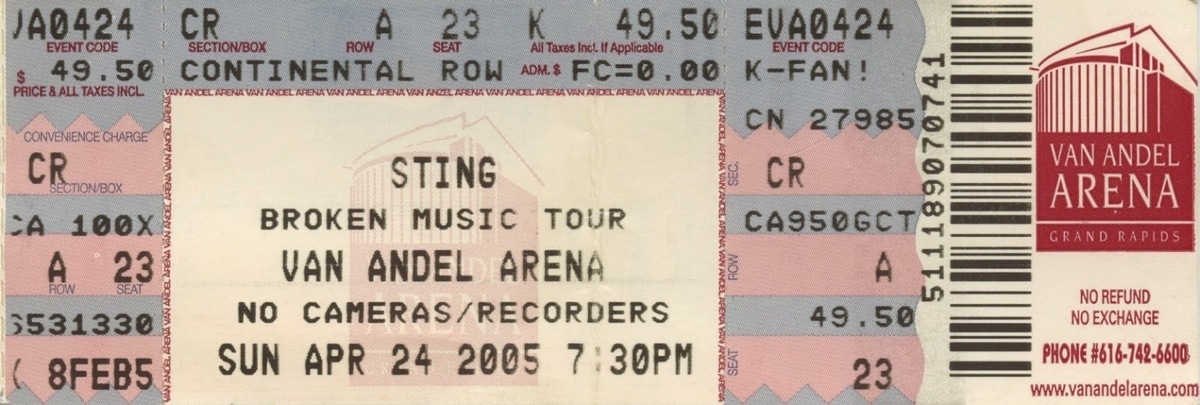 VA0424 CR A 23 K 49.50 EVA0424
EVENT CODE SECTION/BOX ROW SEAT All Taxes Incl. If Applicable EVENT CODE
$ 49.50 CONTINENTAL ROW ADM. $ FC=0.00 K-FAN!
PRICE & ALL TAXES INCL.
CONVENIENCE CHARGE
CR
SECTION/BOX
CA 100X
A 23
ROW SEAT
S531330
8FEB5
STING
BROKEN MUSIC TOUR
VAN ANDEL ARENA
NO CAMERAS/RECORDERS
SUN APR 24 2005 7:30PM
CN 27985
SEC. CR
CA950GCT
ROW A
49.50
SEAT 23
5111890707​41
VAN ANDEL
ARENA
GRAND RAPIDS
NO REFUND
NO EXCHANGE
PHONE #616-742-6600
www.vanandelarena.com